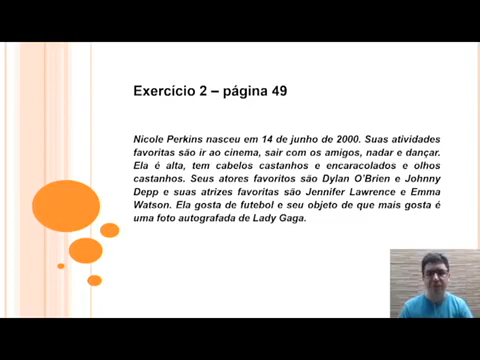 Exercício 2 – página 49
Nicole Perkins nasceu em 14 de junho de 2000. Suas atividades
favoritas são ir ao cinema, sair com os amigos, nadar e dançar.
Ela é alta, tem cabelos castanhos e encaracolados e olhos
castanhos. Seus atores favoritos são Dylan O'Brien e Johnny
Depp e suas atrizes favoritas são Jennifer Lawrence e Emma
Watson. Ela gosta de futebol e seu objeto de que mais gosta é
uma foto autografada de Lady Gaga.